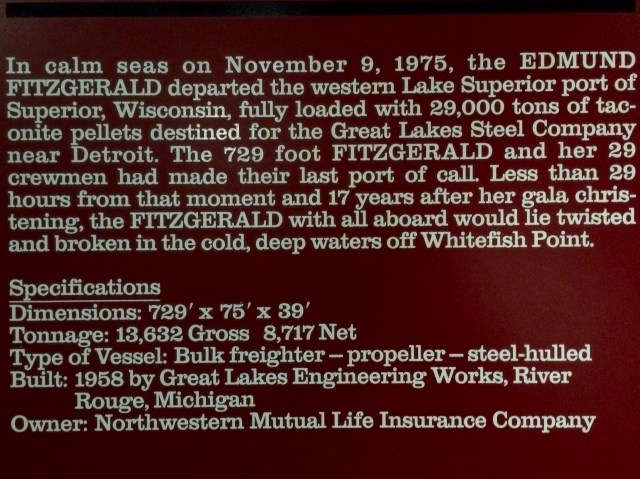 In calm seas on November 9, 1975, the EDMUND
FITZGERALD departed the western Lake Superior port of
Superior, Wisconsin, fully loaded with 29,000 tons of tac-
onite pellets destined for the Great Lakes Steel Company
near Detroit. The 729 foot FITZGERALD and her 29
crewmen had made their last port of call. Less than 29
hours from that moment and 17 years after her gala chris-
tening, the FITZGERALD with all aboard would lie twisted
and broken in the cold, deep waters off Whitefish Point.
Specifications
Dimensions: 729′ x 75′ x 39′
Tonnage: 13,632 Gross 8,717 Net
Type of Vessel: Bulk freighter – propeller – steel-hulled
Built: 1958 by Great Lakes Engineering Works, River
Rouge, Michigan
Owner: Northwestern Mutual Life Insurance Company